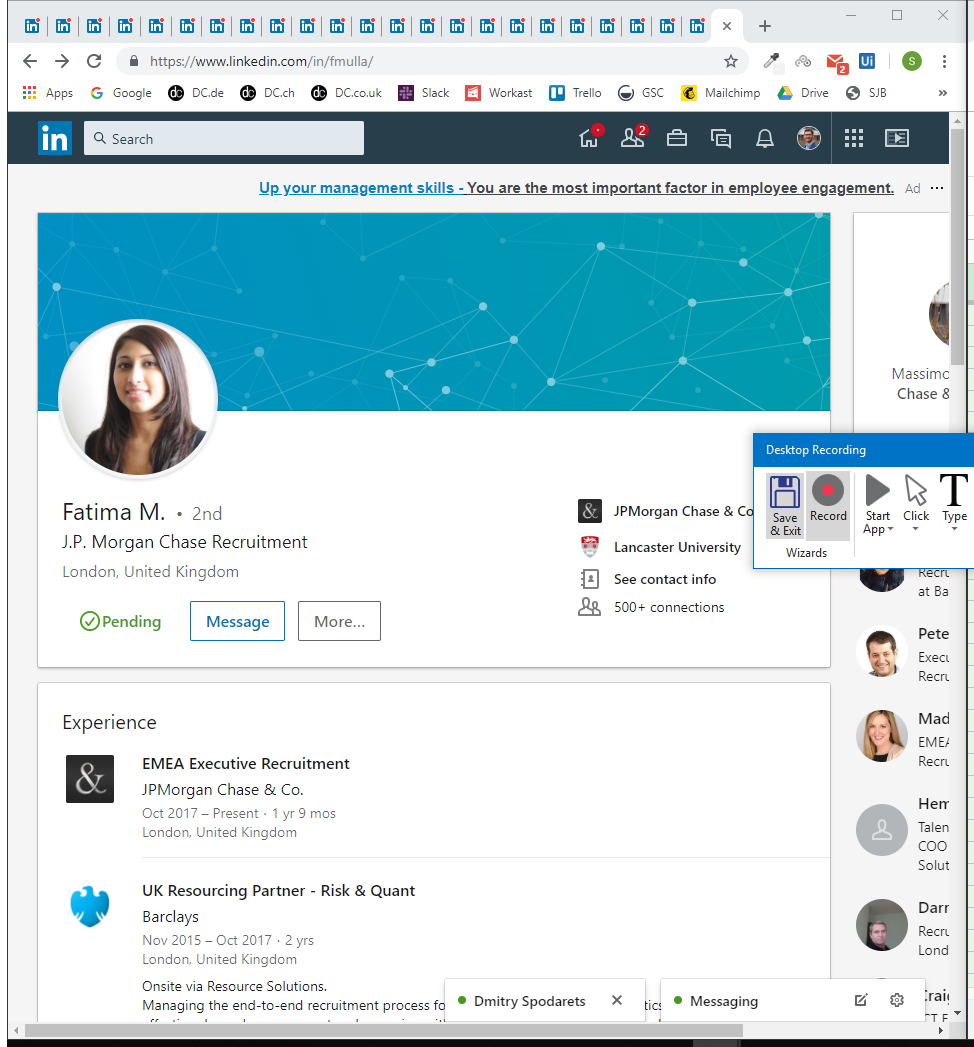 https://www.linkedin.com/in/fmulla/
2
Ui
S
Apps
Google
DC.de
DC.ch
DC.co.uk
Slack
Workast
Trello
GSC
Mailchimp
Drive
SJB
»
in
Search
2
Up your management skills - You are the most important factor in employee engagement.
Ad
Massimo
Chase &
Desktop Recording
Save
& Exit
Record
Start
App
Click
T
Type
Wizards
Fatima M. • 2nd
J.P. Morgan Chase Recruitment
London, United Kingdom
Pending
Message
More...
JPMorgan Chase & Co
Lancaster University
See contact info
500+ connections
Recru
at Ba
Pete
Execu
Recru
Mad
EMEA
Recru
Hem
Talen
COO
Solut
Darr
Recru
Lond
Craig
Experience
&
EMEA Executive Recruitment
JPMorgan Chase & Co.
Oct 2017 – Present · 1 yr 9 mos
London, United Kingdom
UK Resourcing Partner - Risk & Quant
Barclays
Nov 2015 – Oct 2017 · 2 yrs
London, United Kingdom
Onsite via Resource Solutions.
Managing the end-to-end recruitment process fo
Dmitry Spodarets
Messaging